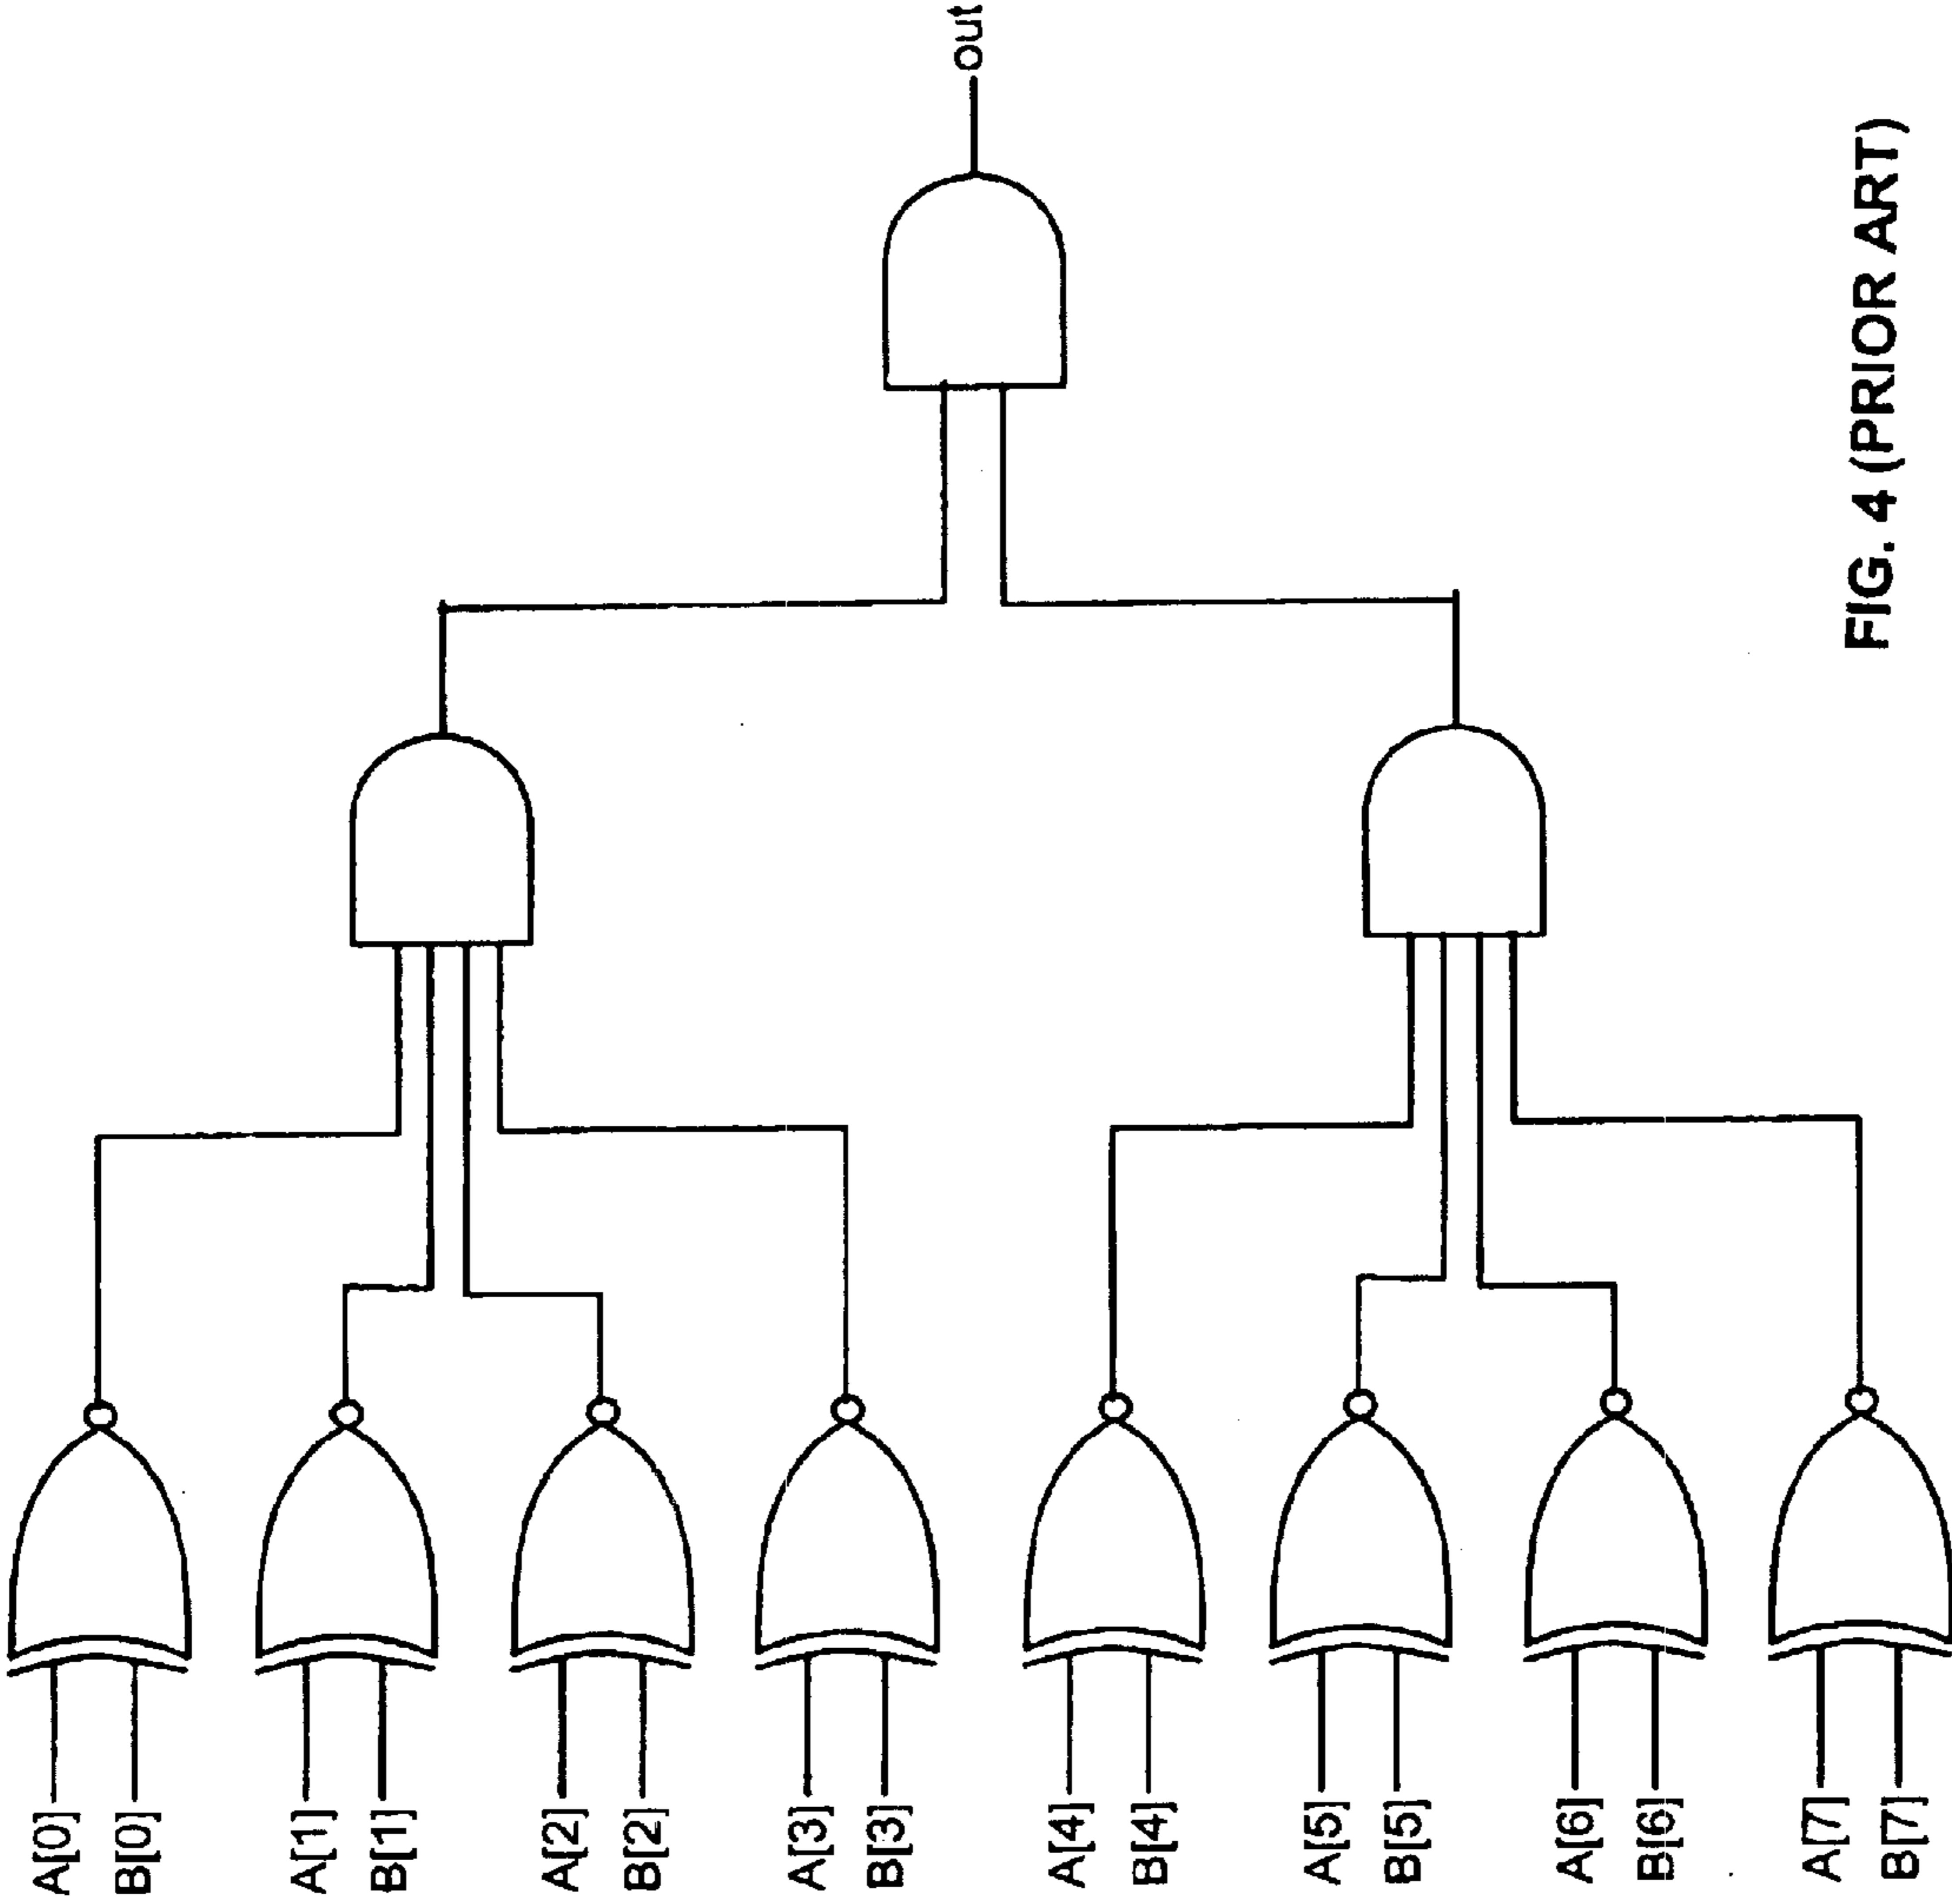 A[0]
B[0]
A[1]
B[1]
A[2]
B[2]
A[3]
B[3]
A[4]
B[4]
A[5]
B[5]
A[6]
B[6]
A[7]
B[7]
out
FIG. 4 (PRIOR ART)